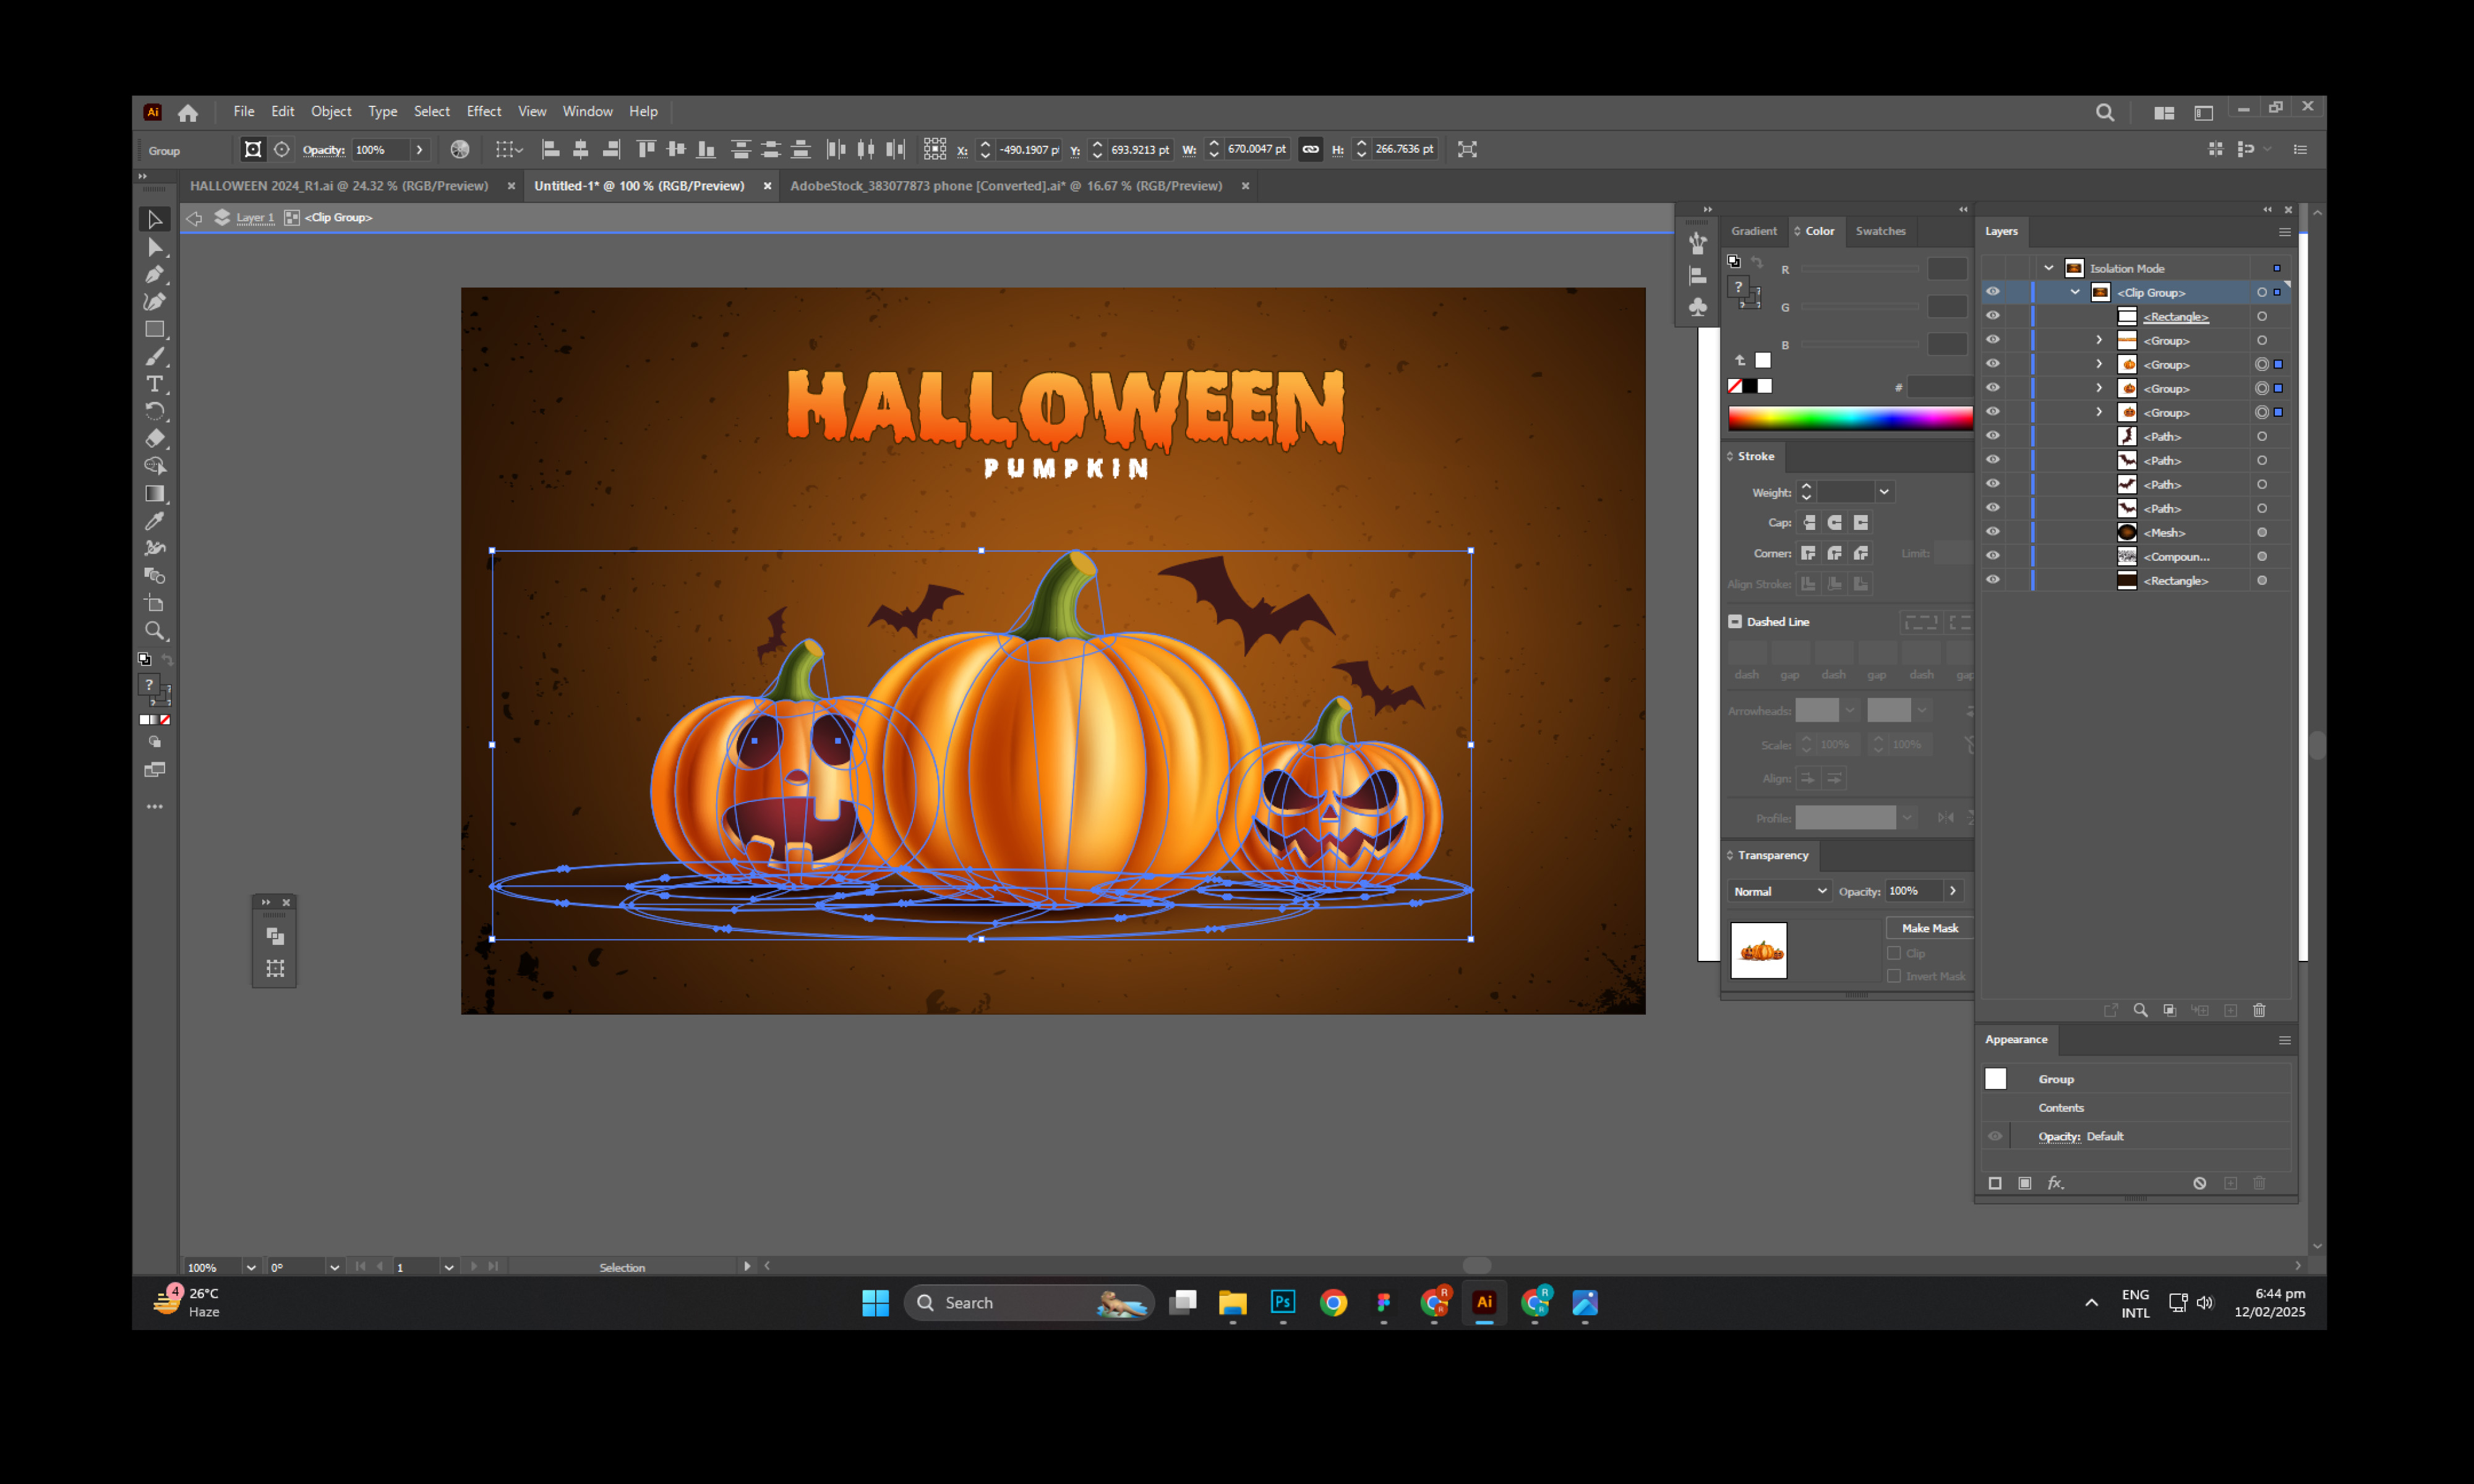 Ai File Edit Object Type Select Effect View Window Help
Group Opacity: 100% X: -490.1907 pt Y: 693.9213 pt W: 670.0047 pt H: 266.7636 pt
HALLOWEEN 2024_R1.ai @ 24.32 % (RGB/Preview) Untitled-1* @ 100 % (RGB/Preview) AdobeStock_383077873 phone [Converted].ai* @ 16.67 % (RGB/Preview)
Layer 1 <Clip Group>
HALLOWEEN
PUMPKIN
Gradient Color Swatches
?
R
G
B
#
Stroke
Weight:
Cap:
Corner: Limit:
Align Stroke:
Dashed Line
dash gap dash gap dash gap
Arrowheads:
Scale: 100% 100%
Align:
Profile:
Transparency
Normal Opacity: 100%
Make Mask
Clip
Invert Mask
Layers
Isolation Mode
<Clip Group>
<Rectangle>
<Group>
<Group>
<Group>
<Group>
<Path>
<Path>
<Path>
<Path>
<Mesh>
<Compoun...
<Rectangle>
Appearance
Group
Contents
Opacity: Default
fx.
T
?
100% 0° 1 Selection
4 26°C
Haze
Search
Ps
R
R
Ai
R
R
ENG
INTL
6:44 pm
12/02/2025